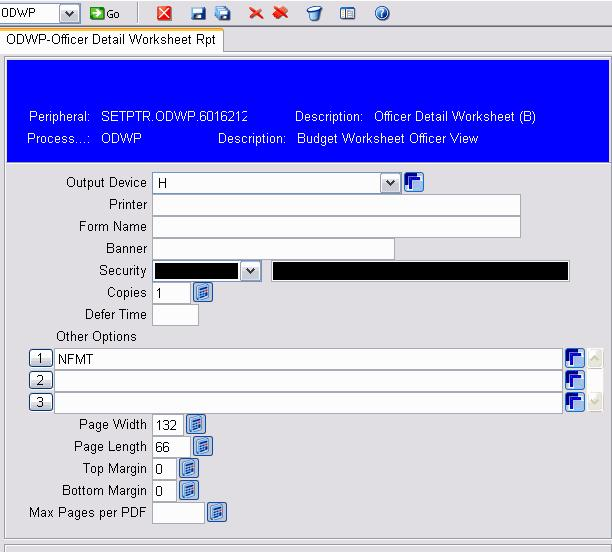 ODWP Go
ODWP-Officer Detail Worksheet Rpt
Peripheral: SETPTR.ODWP.6016212 Description: Officer Detail Worksheet (B)
Process...: ODWP Description: Budget Worksheet Officer View
Output Device H
Printer
Form Name
Banner
Security
Copies 1
Defer Time
Other Options
1 NFMT
2
3
Page Width 132
Page Length 66
Top Margin 0
Bottom Margin 0
Max Pages per PDF